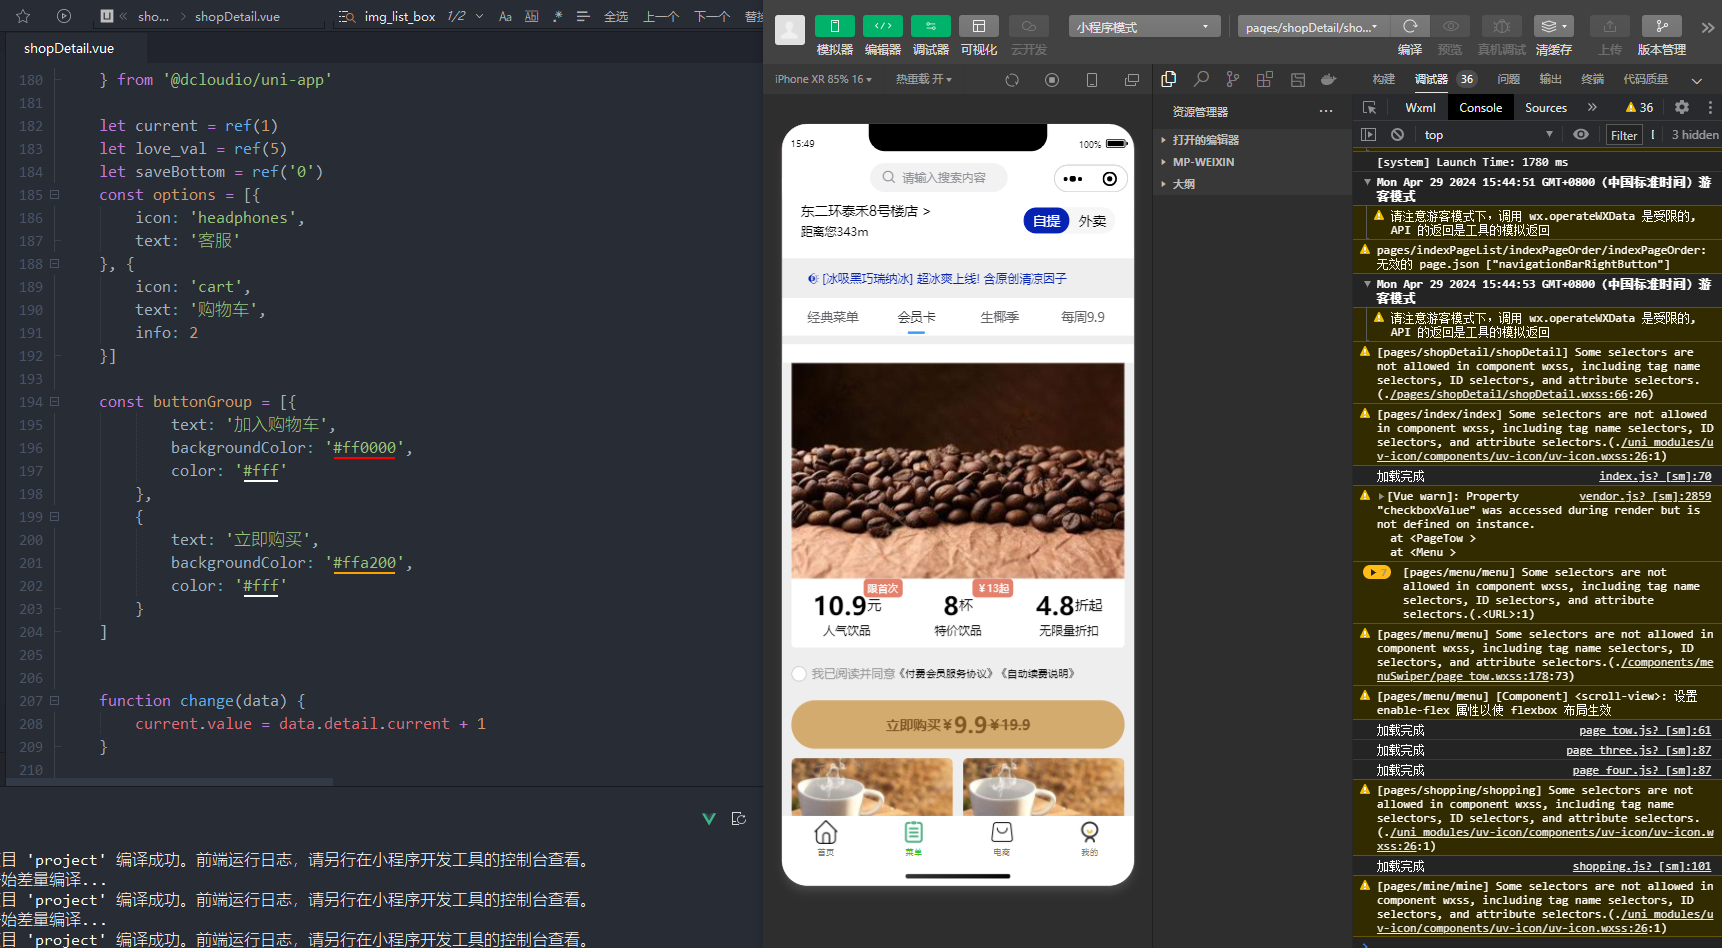 sho...
shopDetail.vue
img_list_box
1/2
Aa
Ab
.*
全选
上一个
下一个
替换
shopDetail.vue
180 } from '@dcloudio/uni-app'
181
182 let current = ref(1)
183 let love_val = ref(5)
184 let saveBottom = ref('0')
185 const options = [{
186 icon: 'headphones',
187 text: '客服'
188 }, {
189 icon: 'cart',
190 text: '购物车',
191 info: 2
192 }]
193
194 const buttonGroup = [{
195 text: '加入购物车',
196 backgroundColor: '#ff0000',
197 color: '#fff'
198 },
199 {
200 text: '立即购买',
201 backgroundColor: '#ffa200',
202 color: '#fff'
203 }
204 ]
205
206
207 function change(data) {
208 current.value = data.detail.current + 1
209 }
210
目 'project' 编译成功。前端运行日志，请另行在小程序开发工具的控制台查看。
始差量编译...
目 'project' 编译成功。前端运行日志，请另行在小程序开发工具的控制台查看。
始差量编译...
目 'project' 编译成功。前端运行日志，请另行在小程序开发工具的控制台查看。
模拟器
编辑器
调试器
可视化
云开发
小程序模式
pages/shopDetail/sho...
编译
预览
真机调试
清缓存
上传
版本管理
iPhone XR 85% 16
热重载 开
15:49
100%
请输入搜索内容
东二环泰禾8号楼店 >
距离您343m
自提
外卖
[冰吸黑巧瑞纳冰] 超冰爽上线! 含原创清凉因子
经典菜单
会员卡
生椰季
每周9.9
限首次
10.9元
人气饮品
¥13起
8杯
特价饮品
4.8折起
无限量折扣
我已阅读并同意《付费会员服务协议》《自动续费说明》
立即购买 ¥9.9 ¥19.9
首页
菜单
电商
我的
资源管理器
打开的编辑器
MP-WEIXIN
大纲
构建
调试器
36
问题
输出
终端
代码质量
Wxml
Console
Sources
»
36
top
Filter
3 hidden
[system] Launch Time: 1780 ms
Mon Apr 29 2024 15:44:51 GMT+0800 (中国标准时间) 游
客模式
请注意游客模式下，调用 wx.operateWXData 是受限的,
API 的返回是工具的模拟返回
pages/indexPageList/indexPageOrder/indexPageOrder:
无效的 page.json ["navigationBarRightButton"]
Mon Apr 29 2024 15:44:53 GMT+0800 (中国标准时间) 游
客模式
请注意游客模式下，调用 wx.operateWXData 是受限的,
API 的返回是工具的模拟返回
[pages/shopDetail/shopDetail] Some selectors are
not allowed in component wxss, including tag name
selectors, ID selectors, and attribute selectors.
(./pages/shopDetail/shopDetail.wxss:66:26)
[pages/index/index] Some selectors are not allowed
in component wxss, including tag name selectors, ID
selectors, and attribute selectors.(./uni_modules/u
v-icon/components/uv-icon/uv-icon.wxss:26:1)
加载完成 index.js? [sm]:70
[Vue warn]: Property vendor.js? [sm]:2859
"checkboxValue" was accessed during render but is
not defined on instance.
at <PageTow >
at <Menu >
7 [pages/menu/menu] Some selectors are not
allowed in component wxss, including tag name
selectors, ID selectors, and attribute
selectors.(.<URL>:1)
[pages/menu/menu] Some selectors are not allowed in
component wxss, including tag name selectors, ID
selectors, and attribute selectors.(./components/me
nuSwiper/page_tow.wxss:178:73)
[pages/menu/menu] [Component] <scroll-view>: 设置
enable-flex 属性以使 flexbox 布局生效
加载完成 page_tow.js? [sm]:61
加载完成 page_three.js? [sm]:87
加载完成 page_four.js? [sm]:87
[pages/shopping/shopping] Some selectors are not
allowed in component wxss, including tag name
selectors, ID selectors, and attribute selectors.
(./uni_modules/uv-icon/components/uv-icon/uv-icon.w
xss:26:1)
加载完成 shopping.js? [sm]:101
[pages/mine/mine] Some selectors are not allowed in
component wxss, including tag name selectors, ID
selectors, and attribute selectors.(./uni_modules/u
v-icon/components/uv-icon/uv-icon.wxss:26:1)